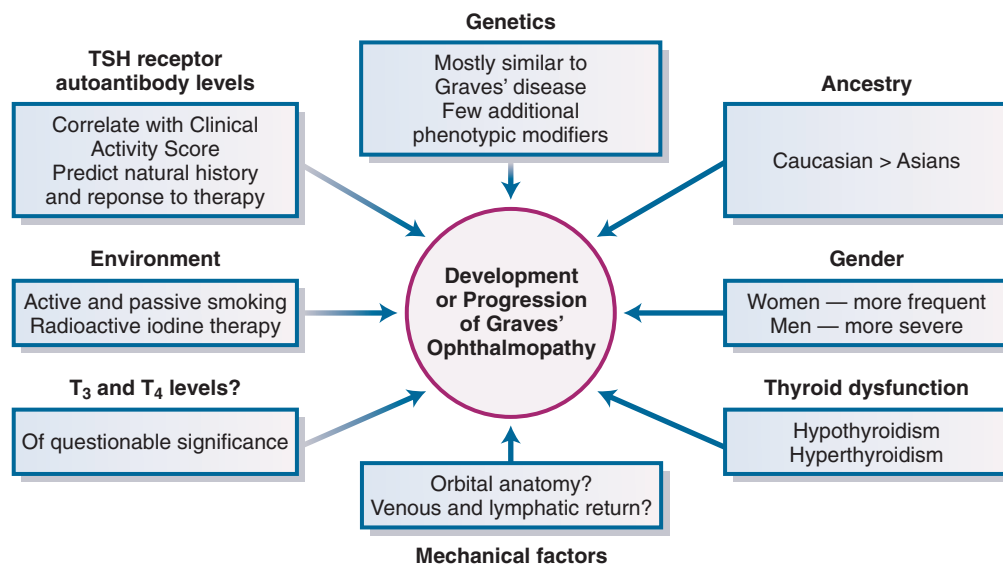 Genetics
Mostly similar to
Graves' disease
Few additional
phenotypic modifiers
TSH receptor
autoantibody levels
Correlate with Clinical
Activity Score
Predict natural history
and reponse to therapy
Ancestry
Caucasian > Asians
Environment
Active and passive smoking
Radioactive iodine therapy
Development
or Progression
of Graves'
Ophthalmopathy
Gender
Women — more frequent
Men — more severe
T₃ and T₄ levels?
Of questionable significance
Thyroid dysfunction
Hypothyroidism
Hyperthyroidism
Orbital anatomy?
Venous and lymphatic return?
Mechanical factors